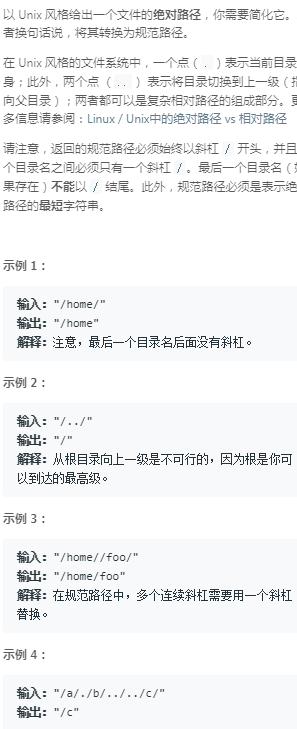 以 Unix 风格给出一个文件的绝对路径，你需要简化它。
者换句话说，将其转换为规范路径。
在 Unix 风格的文件系统中，一个点（.）表示当前目录
身；此外，两个点 （..） 表示将目录切换到上一级（指
向父目录）；两者都可以是复杂相对路径的组成部分。更
多信息请参阅：Linux / Unix中的绝对路径 vs 相对路径
请注意，返回的规范路径必须始终以斜杠 / 开头，并且
个目录名之间必须只有一个斜杠 /。最后一个目录名（如
果存在）不能以 / 结尾。此外，规范路径必须是表示绝
路径的最短字符串。
示例 1：
输入："/home/"
输出："/home"
解释：注意，最后一个目录名后面没有斜杠。
示例 2：
输入："/../"
输出："/"
解释：从根目录向上一级是不可行的，因为根是你可
以到达的最高级。
示例 3：
输入："/home//foo/"
输出："/home/foo"
解释：在规范路径中，多个连续斜杠需要用一个斜杠
替换。
示例 4：
输入："/a/./b/../../c/"
输出："/c"